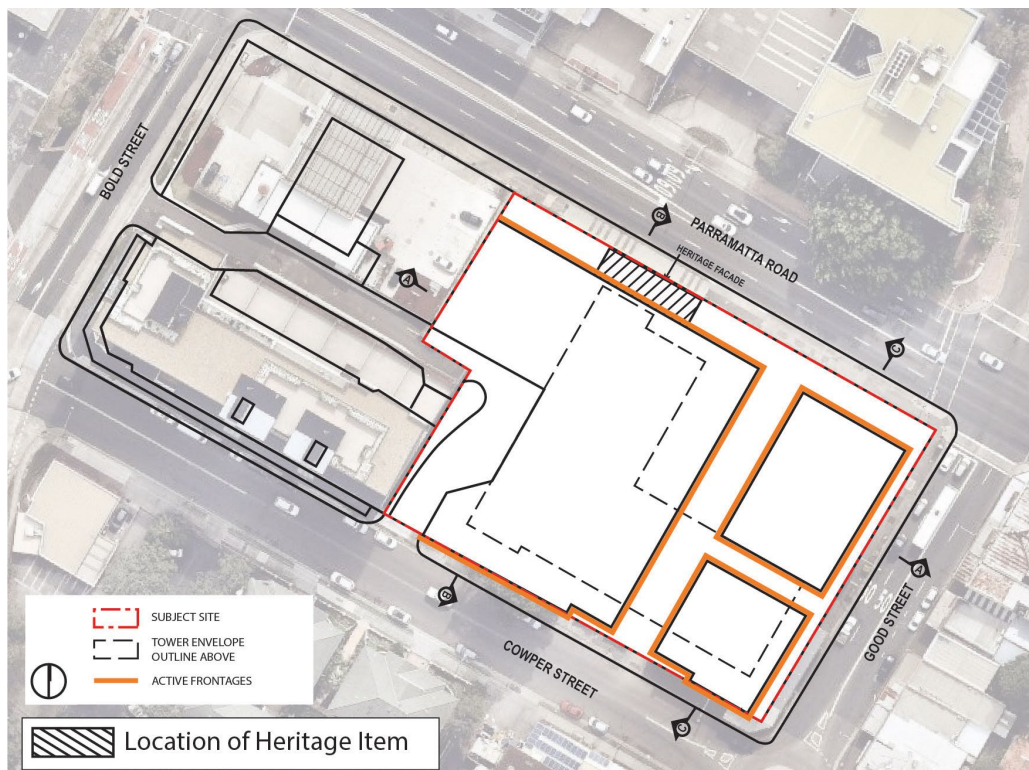 BOLD STREET
PARRAMATTA ROAD
HERITAGE FACADE
B
A
C
A
B
C
GOOD STREET
COWPER STREET
SUBJECT SITE
TOWER ENVELOPE
OUTLINE ABOVE
ACTIVE FRONTAGES
Location of Heritage Item